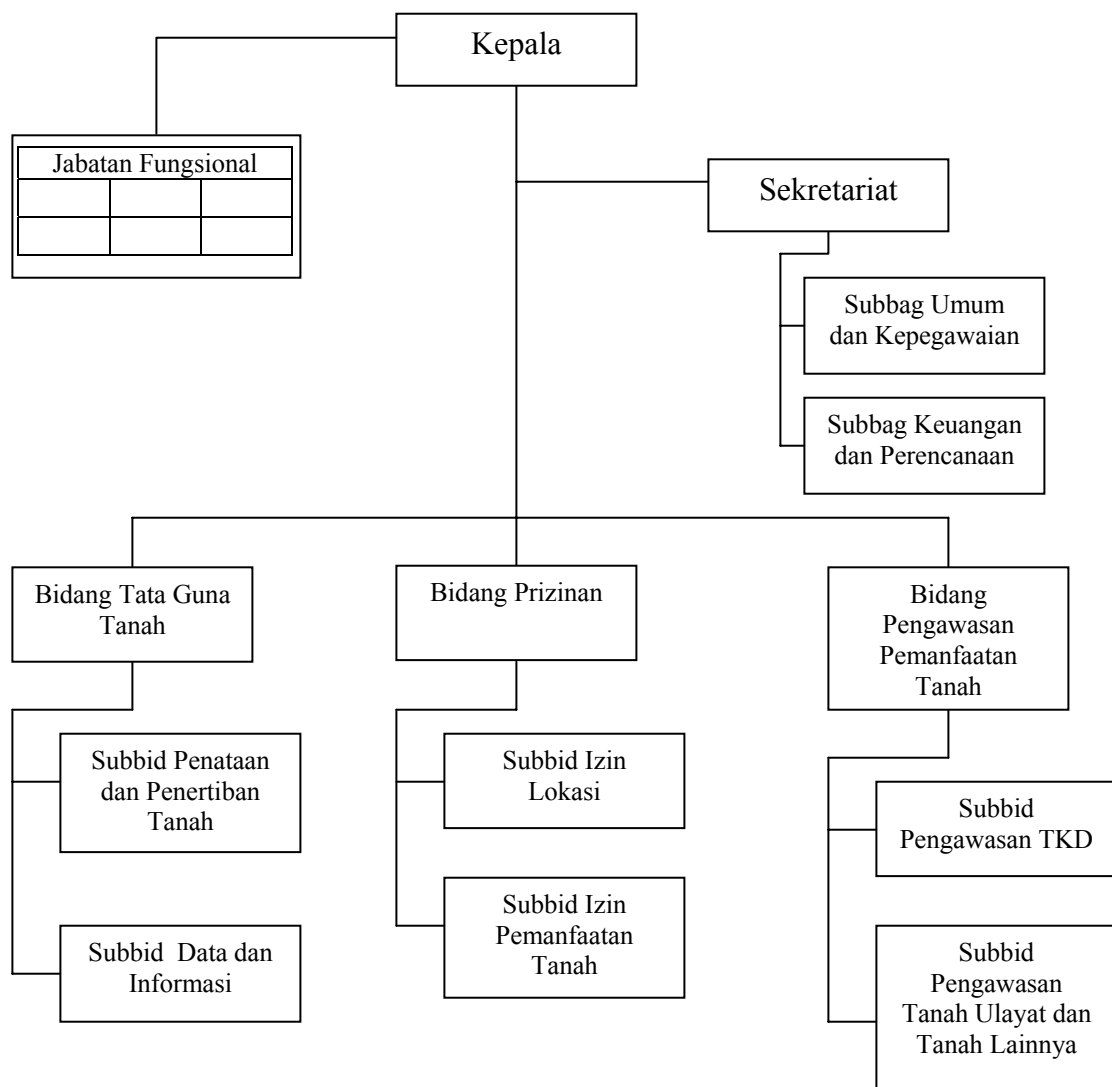 Kepala
Jabatan Fungsional
Sekretariat
Subbag Umum
dan Kepegawaian
Subbag Keuangan
dan Perencanaan
Bidang Tata Guna
Tanah
Bidang Prizinan
Bidang
Pengawasan
Pemanfaatan
Tanah
Subbid Penataan
dan Penertiban
Tanah
Subbid Izin
Lokasi
Subbid
Pengawasan TKD
Subbid Data dan
Informasi
Subbid Izin
Pemanfaatan
Tanah
Subbid
Pengawasan
Tanah Ulayat dan
Tanah Lainnya